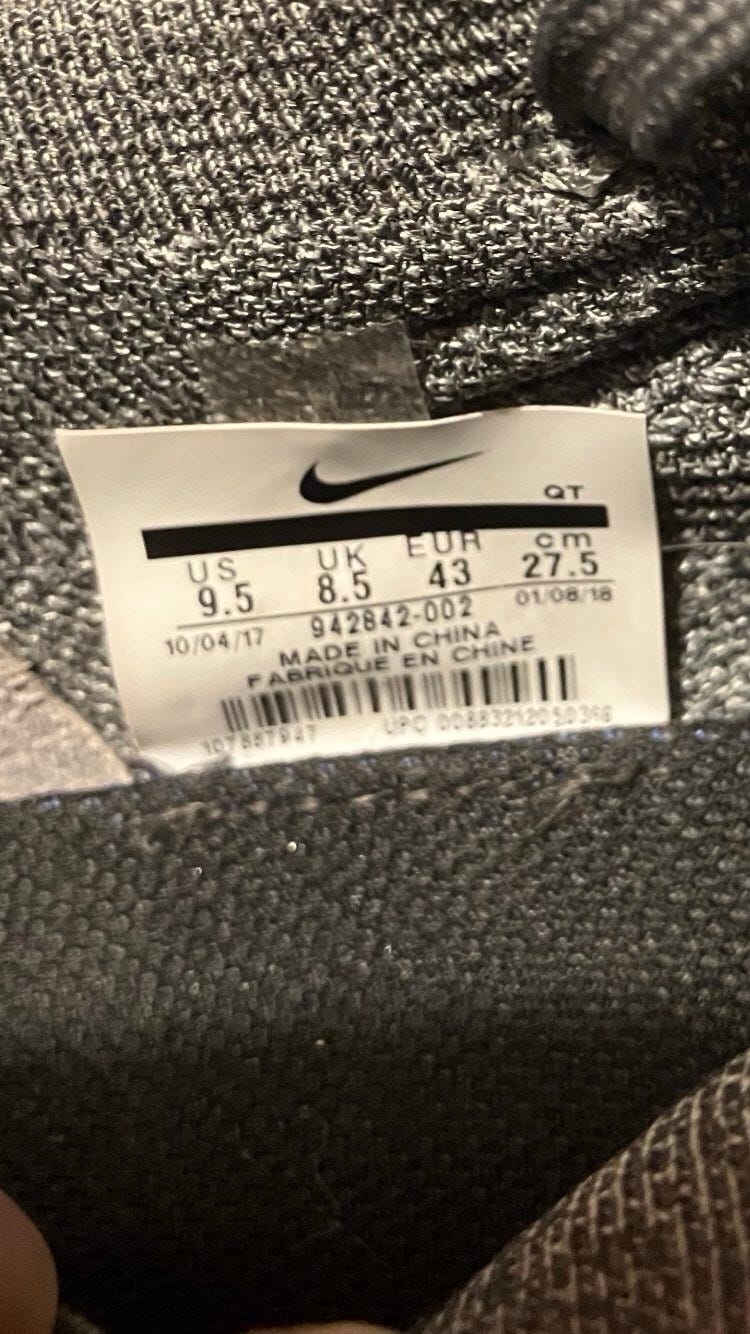 QT
US UK EUR cm
9.5 8.5 43 27.5
10/04/17 942842-002 01/08/18
MADE IN CHINA
FABRIQUE EN CHINE
UPC